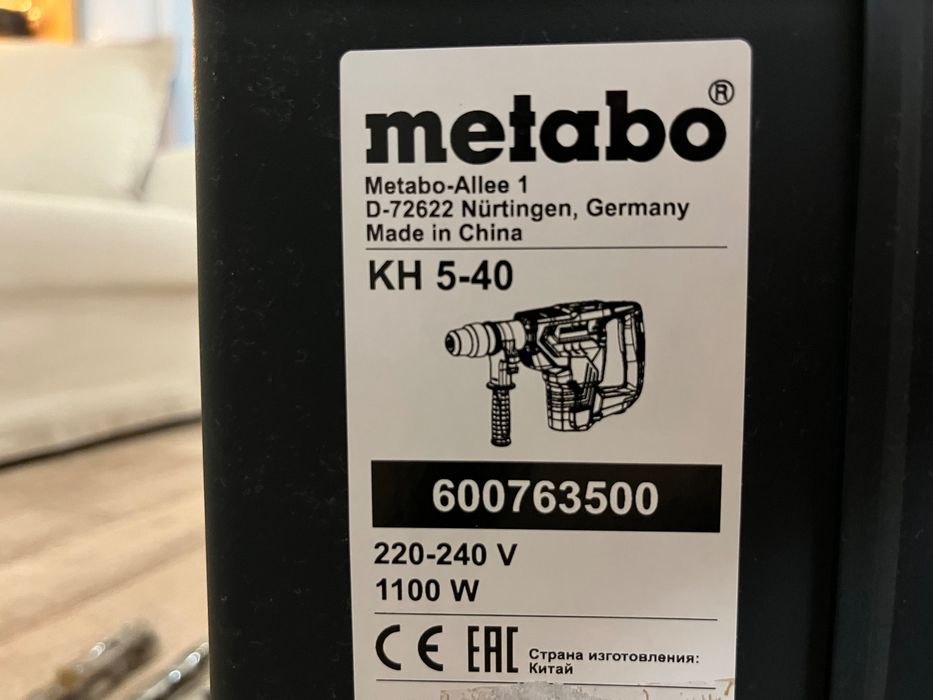 metabo®
Metabo-Allee 1
D-72622 Nürtingen, Germany
Made in China
KH 5-40
600763500
220-240 V
1100 W
CE EAC Страна изготовления:
Китай